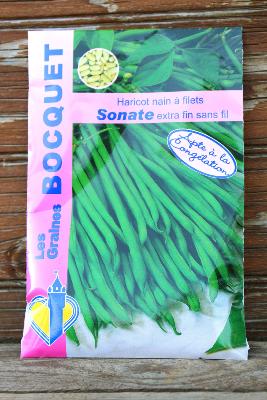 Les
Graines
BOCQUET
Haricot nain à filets
Sonate extra fin sans fil
Apte à la
Congélation